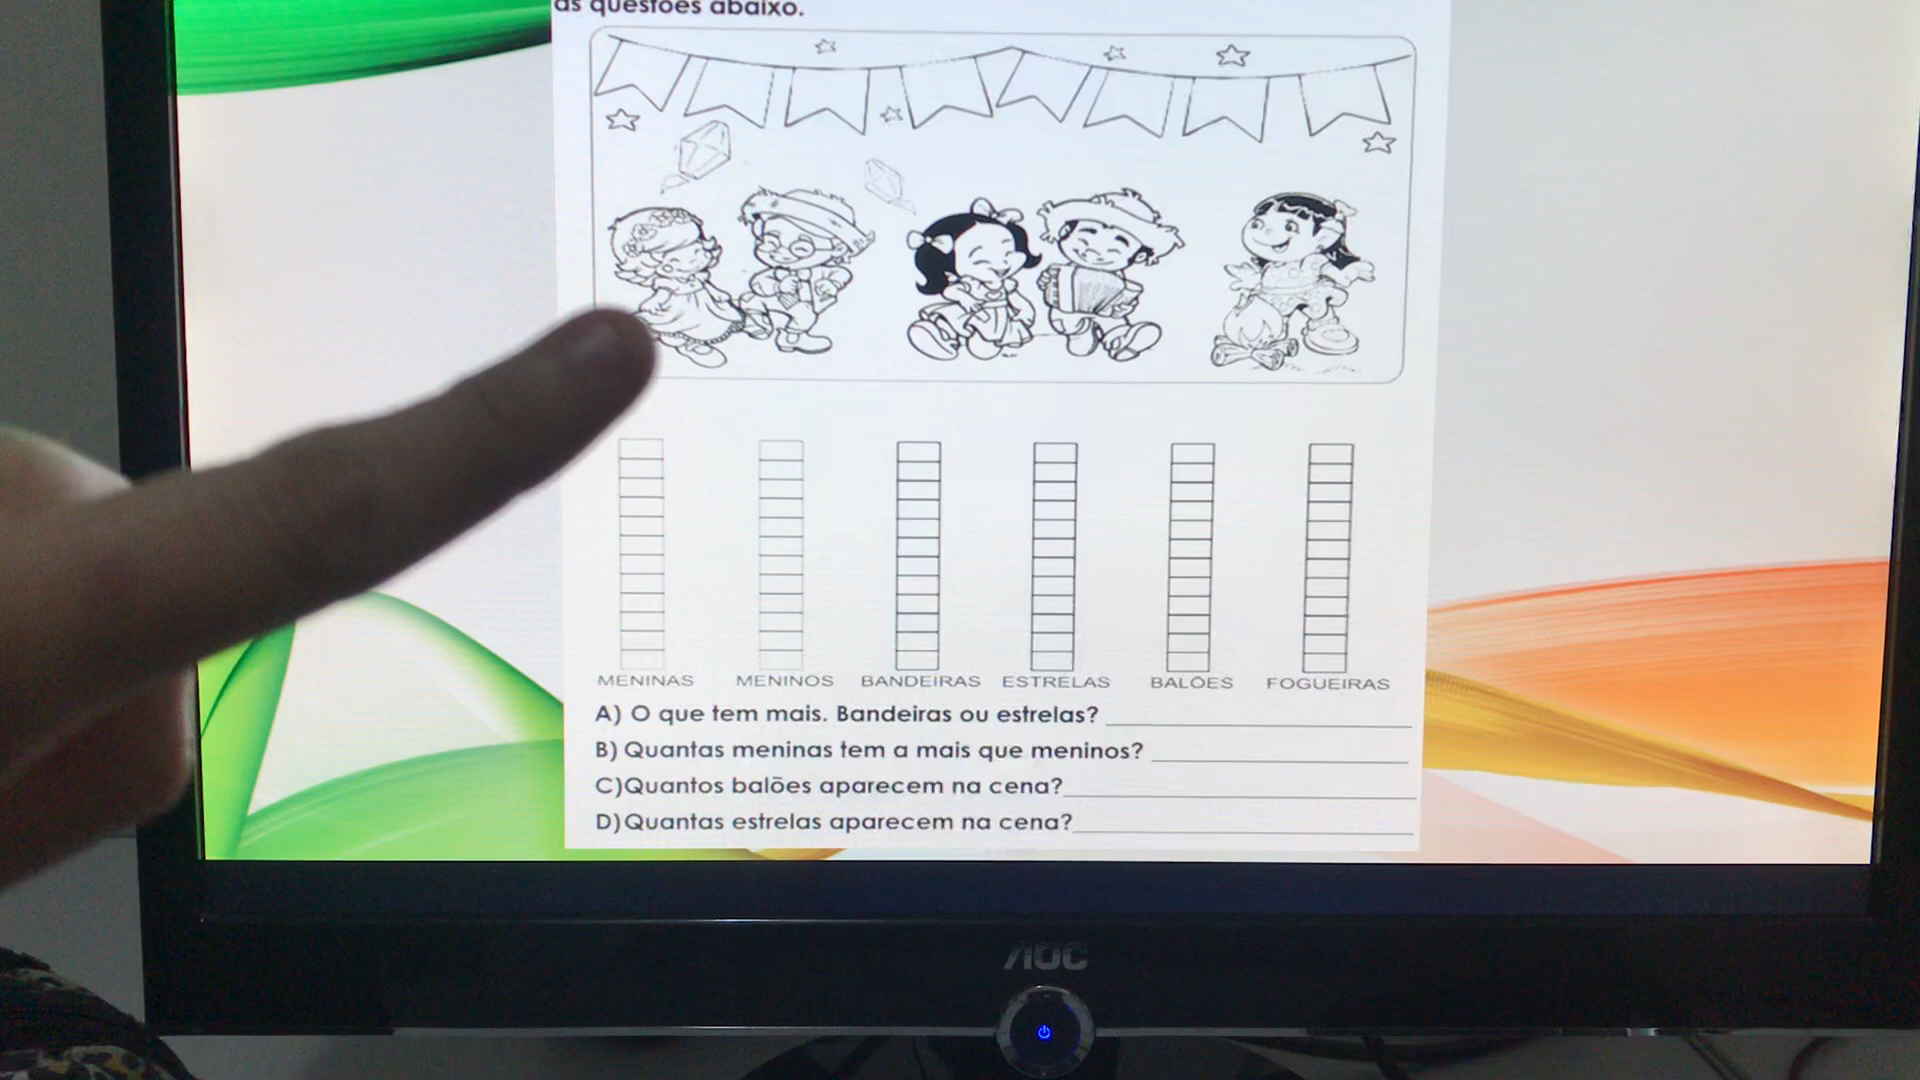 as questões abaixo.
MENINAS MENINOS BANDEIRAS ESTRELAS BALÕES FOGUEIRAS
A) O que tem mais. Bandeiras ou estrelas?
B) Quantas meninas tem a mais que meninos?
C)Quantos balões aparecem na cena?
D)Quantas estrelas aparecem na cena?
AOC